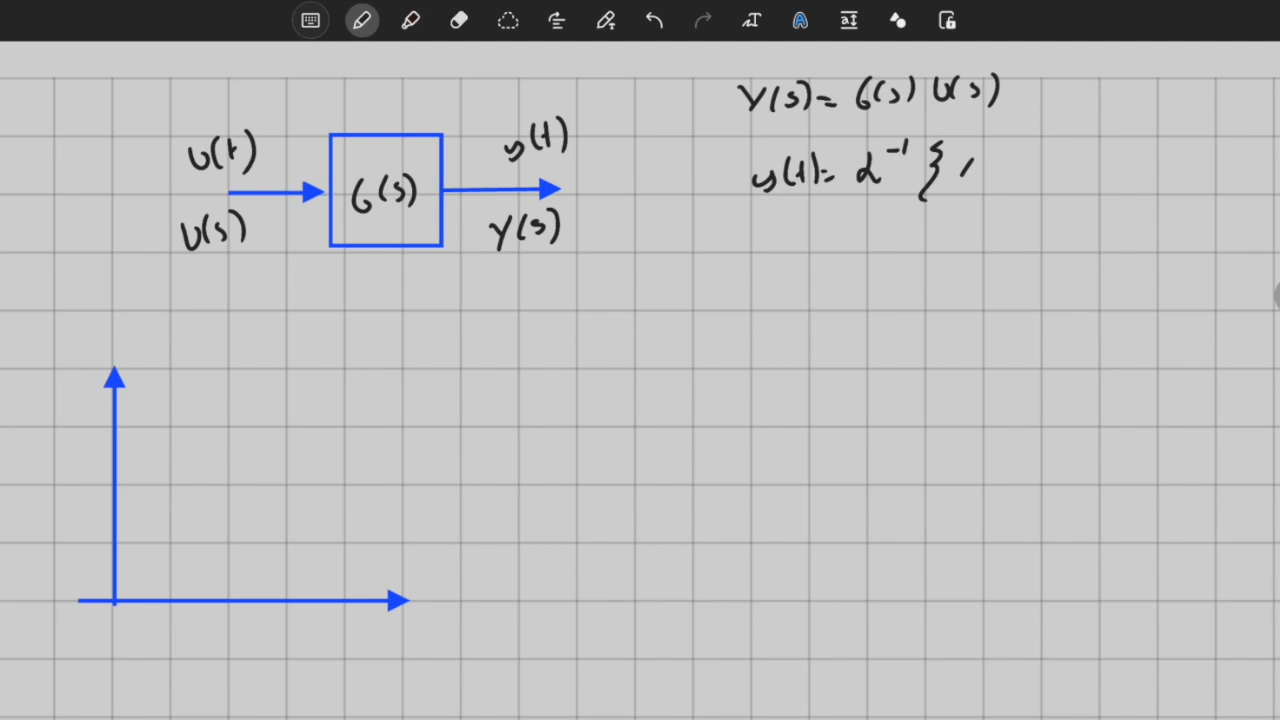 U(t)
y(t)
G(s)
U(s)
Y(s)
Y(s)= G(s) U(s)
y(t)= ℒ⁻¹ {